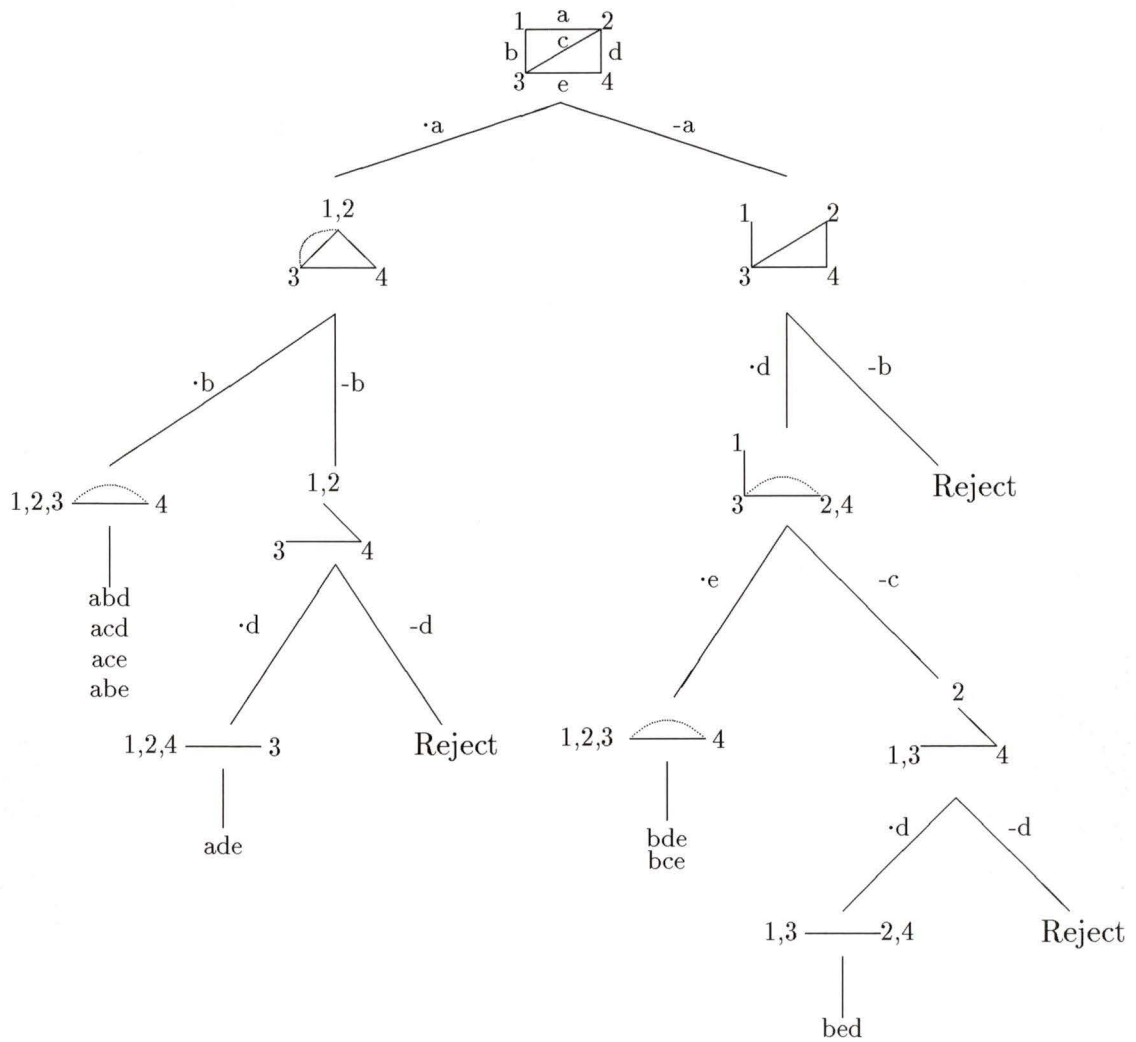 1 a 2
b c d
3 e 4
·a -a
1,2
3 4
1 2
3 4
·b -b
·d -b
1,2,3 4
1,2
3 4
1
3 2,4
Reject
abd
acd
ace
abe
·d -d
·e -c
1,2,4 3
Reject
ade
1,2,3 4
bde
bce
2
1,3 4
·d -d
1,3 2,4
Reject
bed